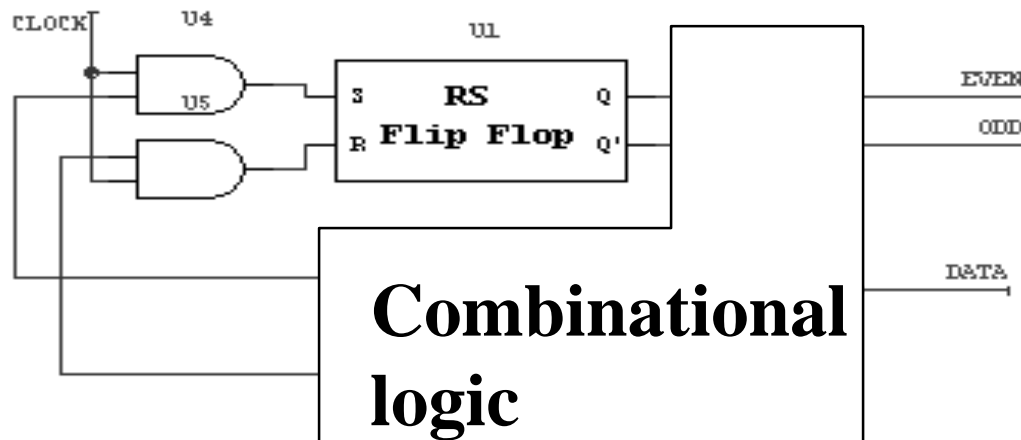 CLOCK
U4
U1
U5
S
RS
Q
R
Flip Flop
Q'
EVEN
ODD
DATA
Combinational
logic